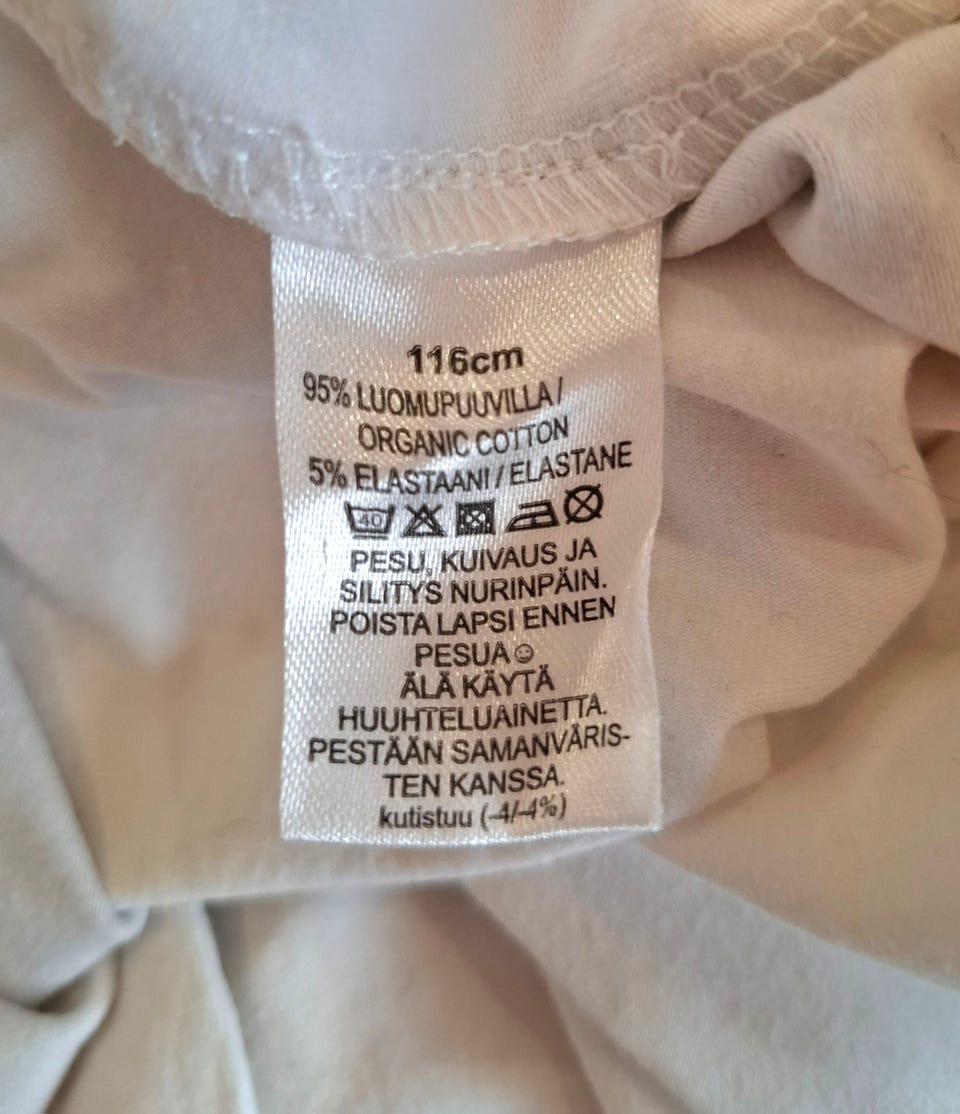 116cm
95% LUOMUPUUVILLA /
ORGANIC COTTON
5% ELASTAANI / ELASTANE
40
PESU, KUIVAUS JA
SILITYS NURINPÄIN.
POISTA LAPSI ENNEN
PESUA☺
ÄLÄ KÄYTÄ
HUUHTELUAINETTA.
PESTÄÄN SAMANVÄRIS-
TEN KANSSA.
kutistuu (-4/-4%)